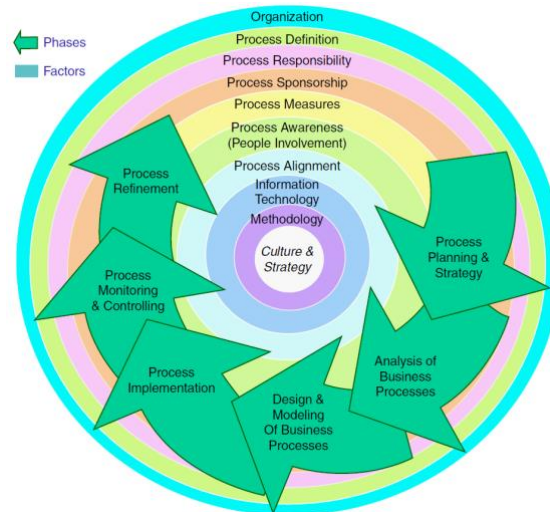 Organization
Phases
Process Definition
Process Responsibility
Factors
Process Sponsorship
Process Measures
Process Awareness
(People Involvement)
Process Alignment
Information
Technology
Methodology
Culture &
Strategy
Process
Planning &
Strategy
Analysis of
Business
Processes
Design &
Modeling
Of Business
Processes
Process
Implementation
Process
Monitoring
& Controlling
Process
Refinement